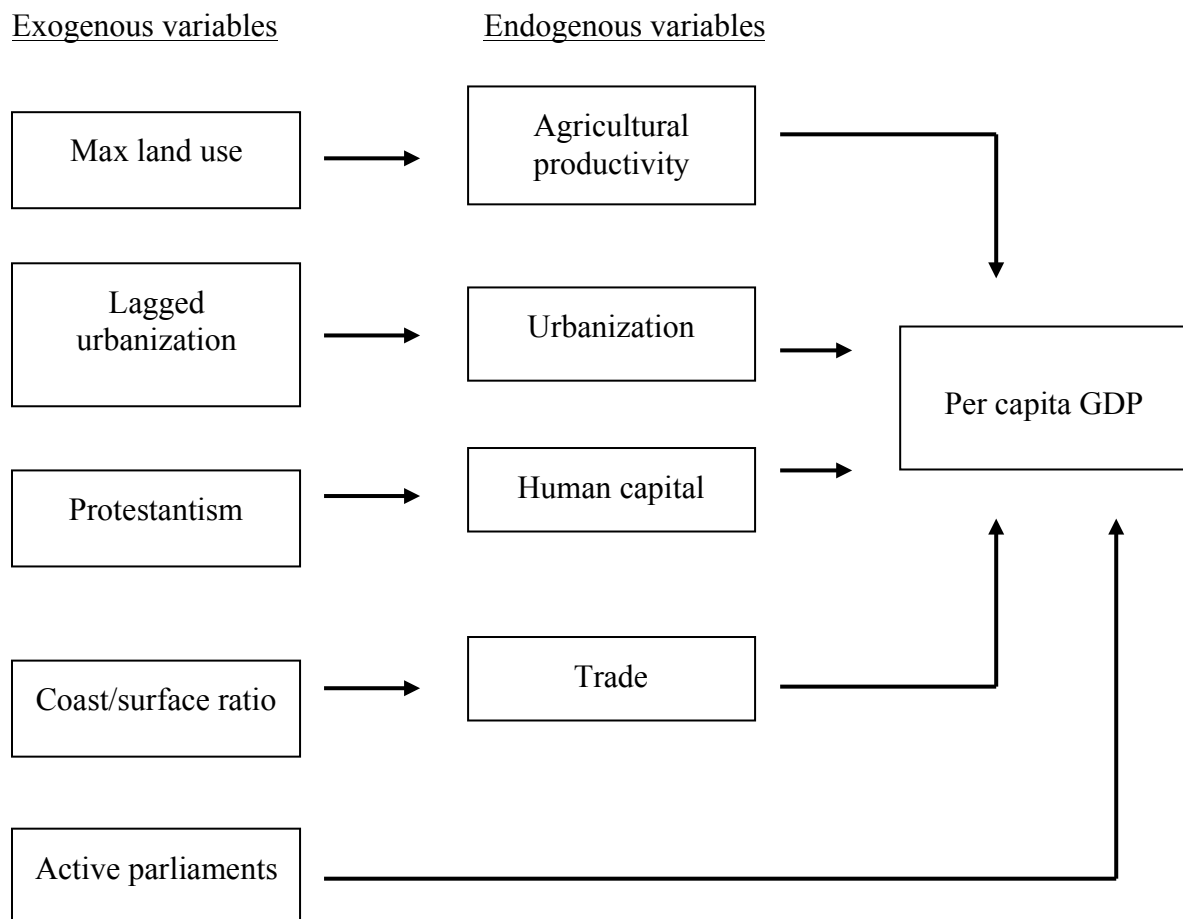 Exogenous variables
Endogenous variables
Max land use
Agricultural
productivity
Lagged
urbanization
Urbanization
Per capita GDP
Protestantism
Human capital
Coast/surface ratio
Trade
Active parliaments